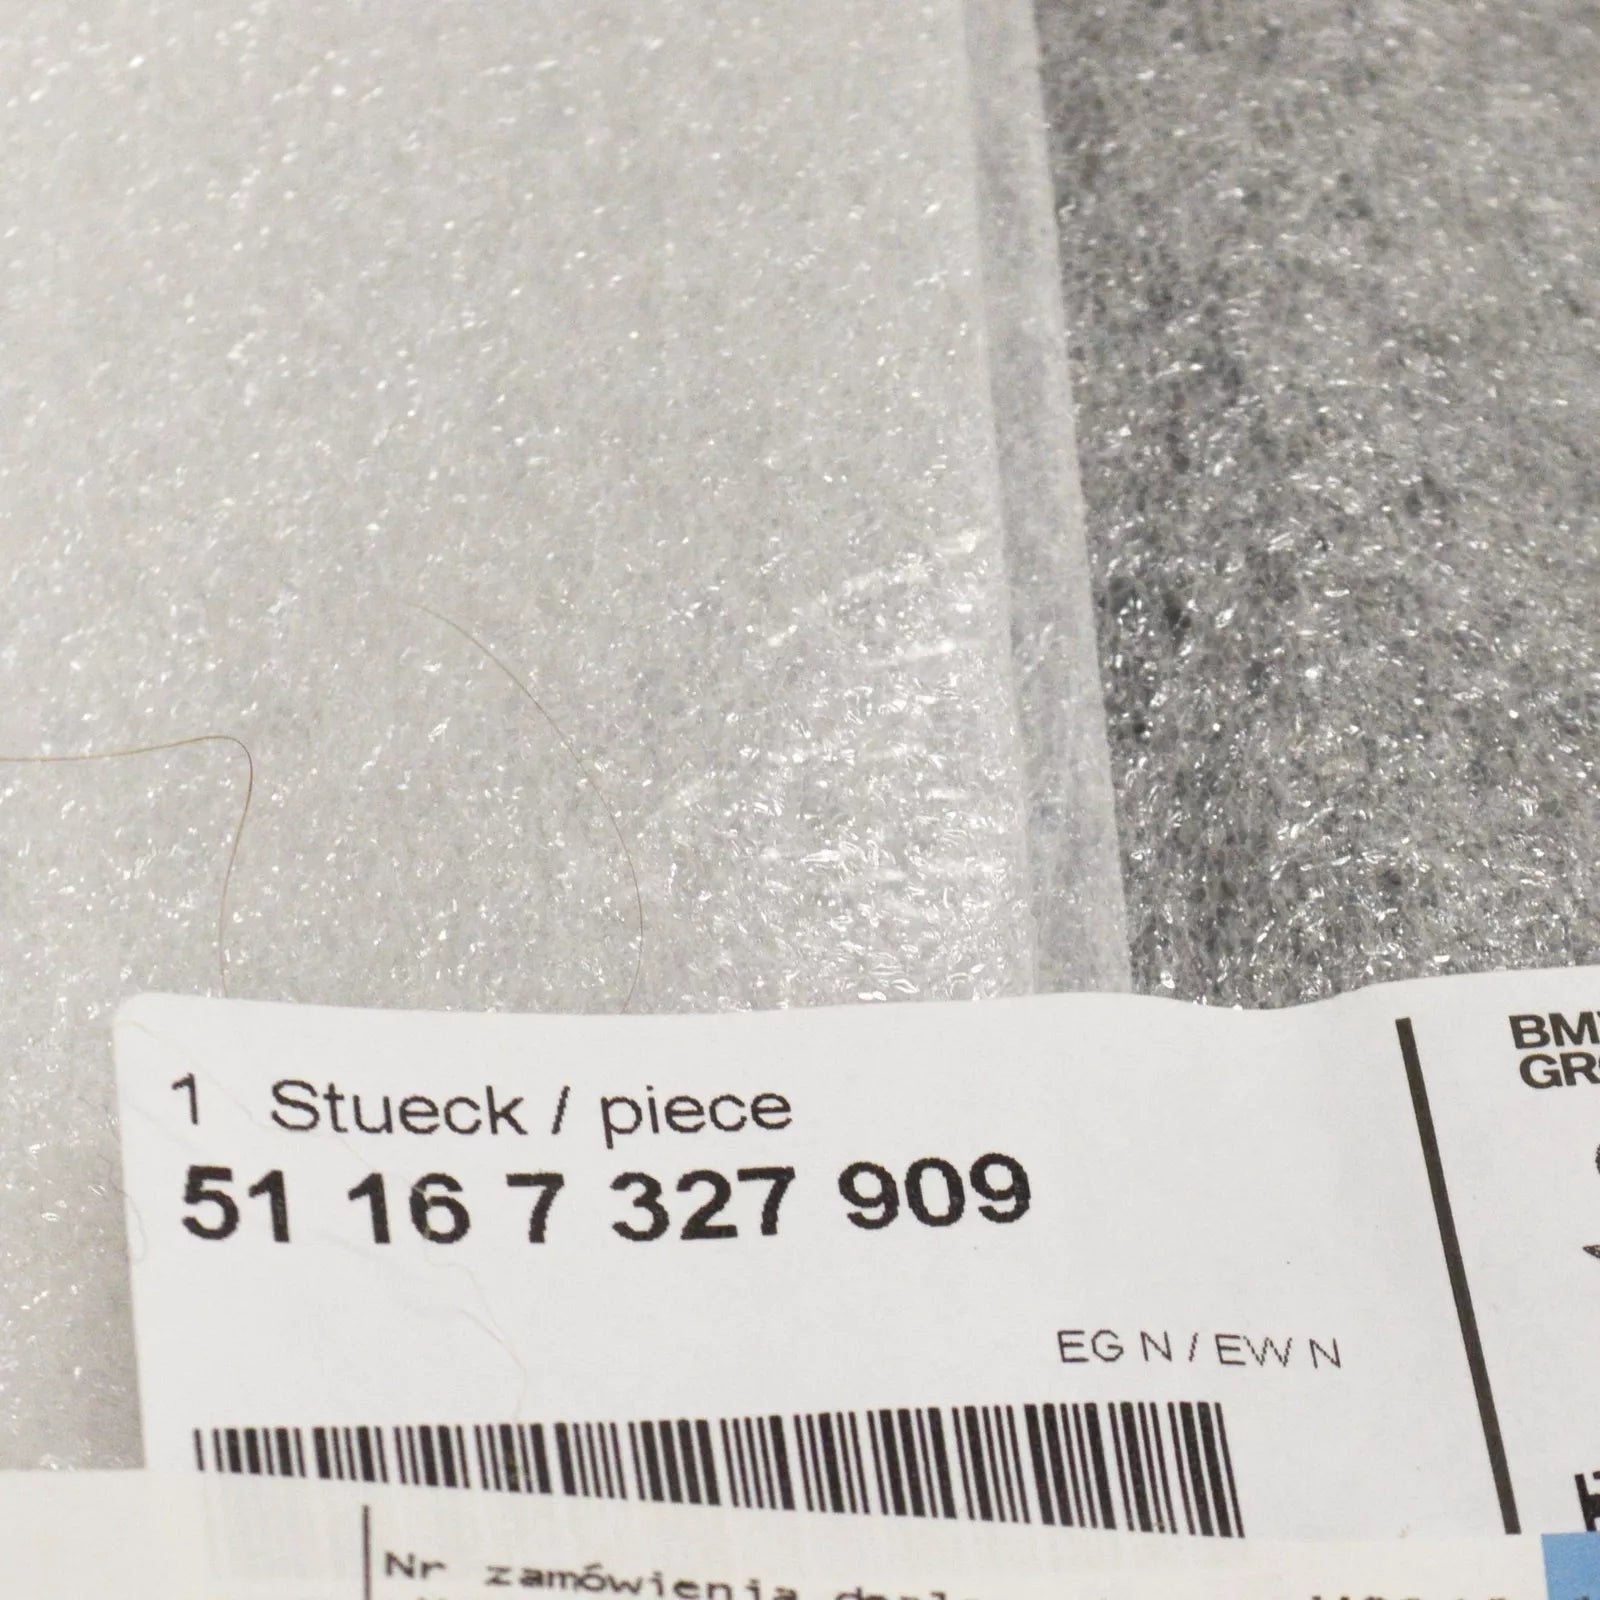 1 Stueck / piece
51 16 7 327 909
EG N / EW N
BM
GR
Nr zamówienia